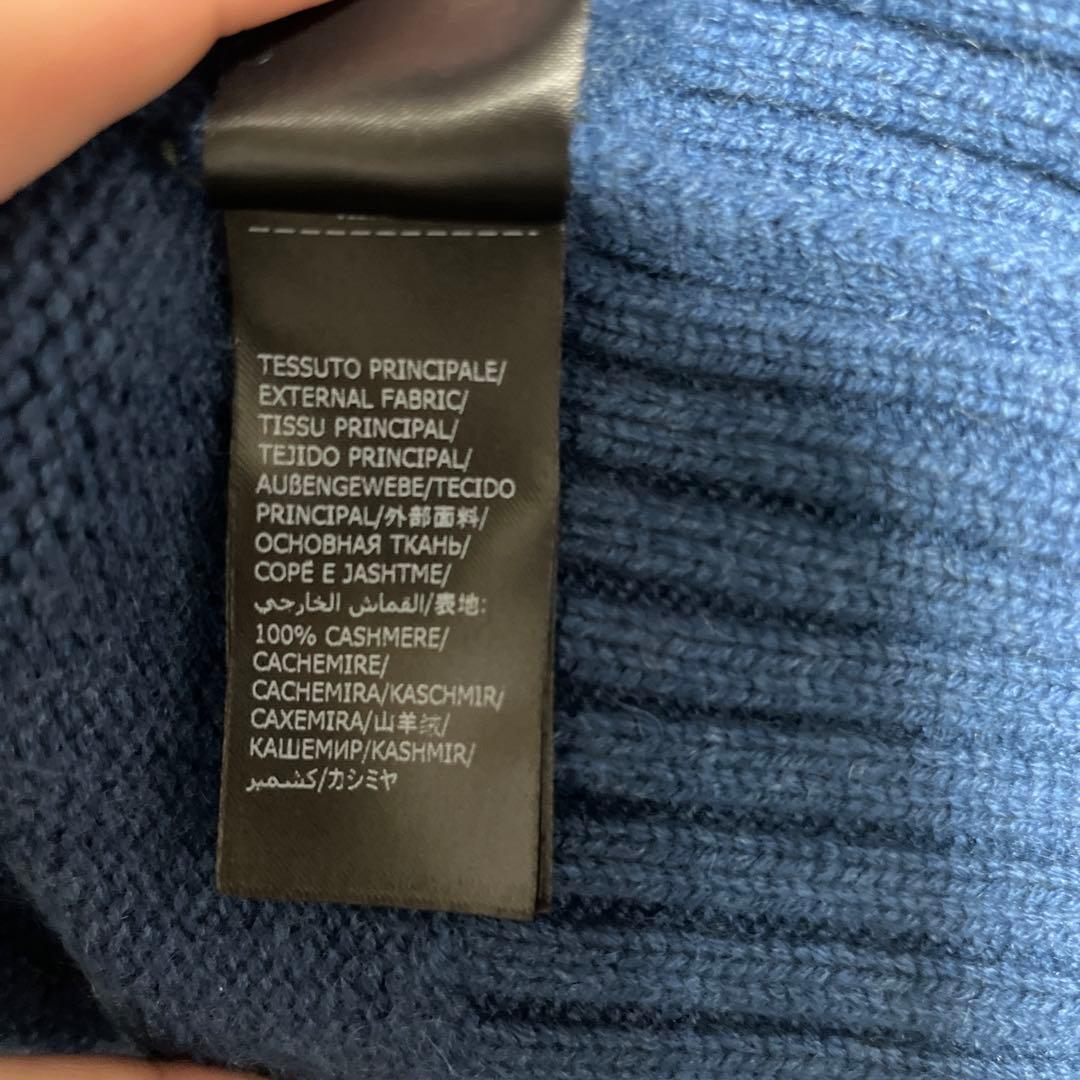 TESSUTO PRINCIPALE/
EXTERNAL FABRIC/
TISSU PRINCIPAL/
TEJIDO PRINCIPAL/
AUßENGEWEBE/TECIDO
PRINCIPAL/外部面料/
ОСНОВНАЯ ТКАНЬ/
COPÉ E JASHTME/
القماش الخارجي/表地:
100% CASHMERE/
CACHEMIRE/
CACHEMIRA/KASCHMIR/
CAXEMIRA/山羊绒/
КАШЕМИР/KASHMIR/
كشمير/カシミヤ